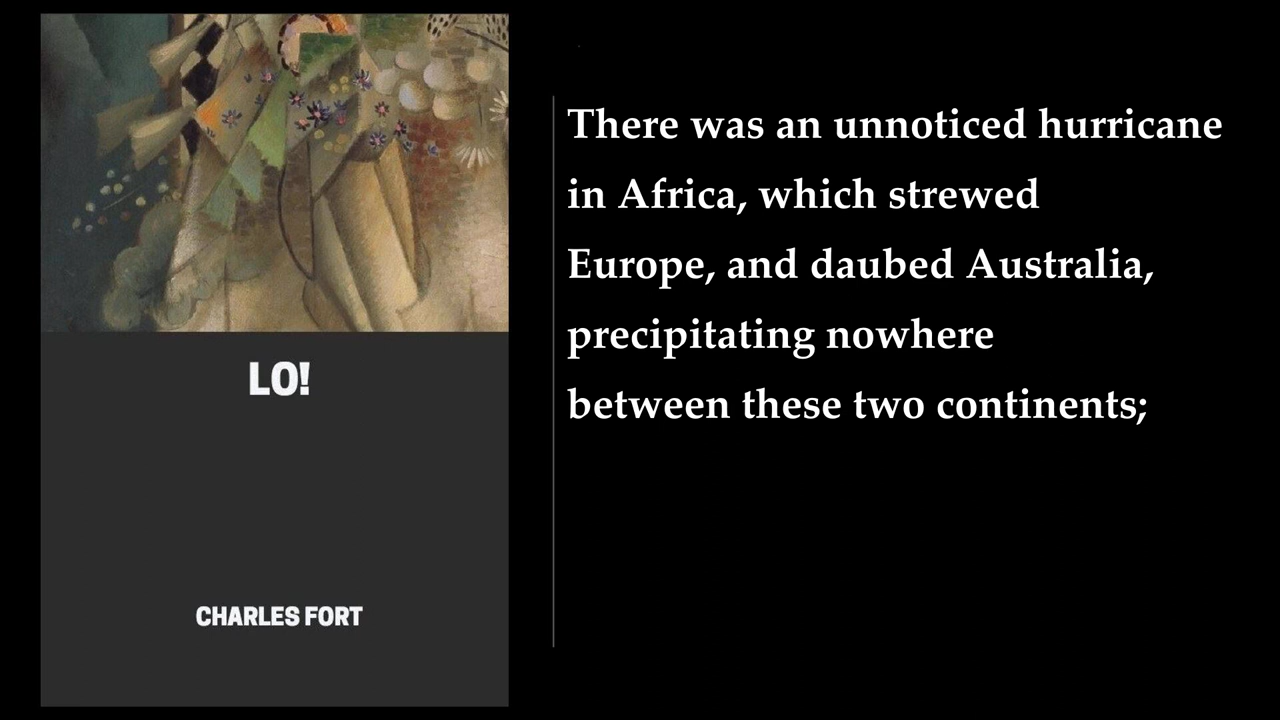 LO!
CHARLES FORT
There was an unnoticed hurricane
in Africa, which strewed
Europe, and daubed Australia,
precipitating nowhere
between these two continents;